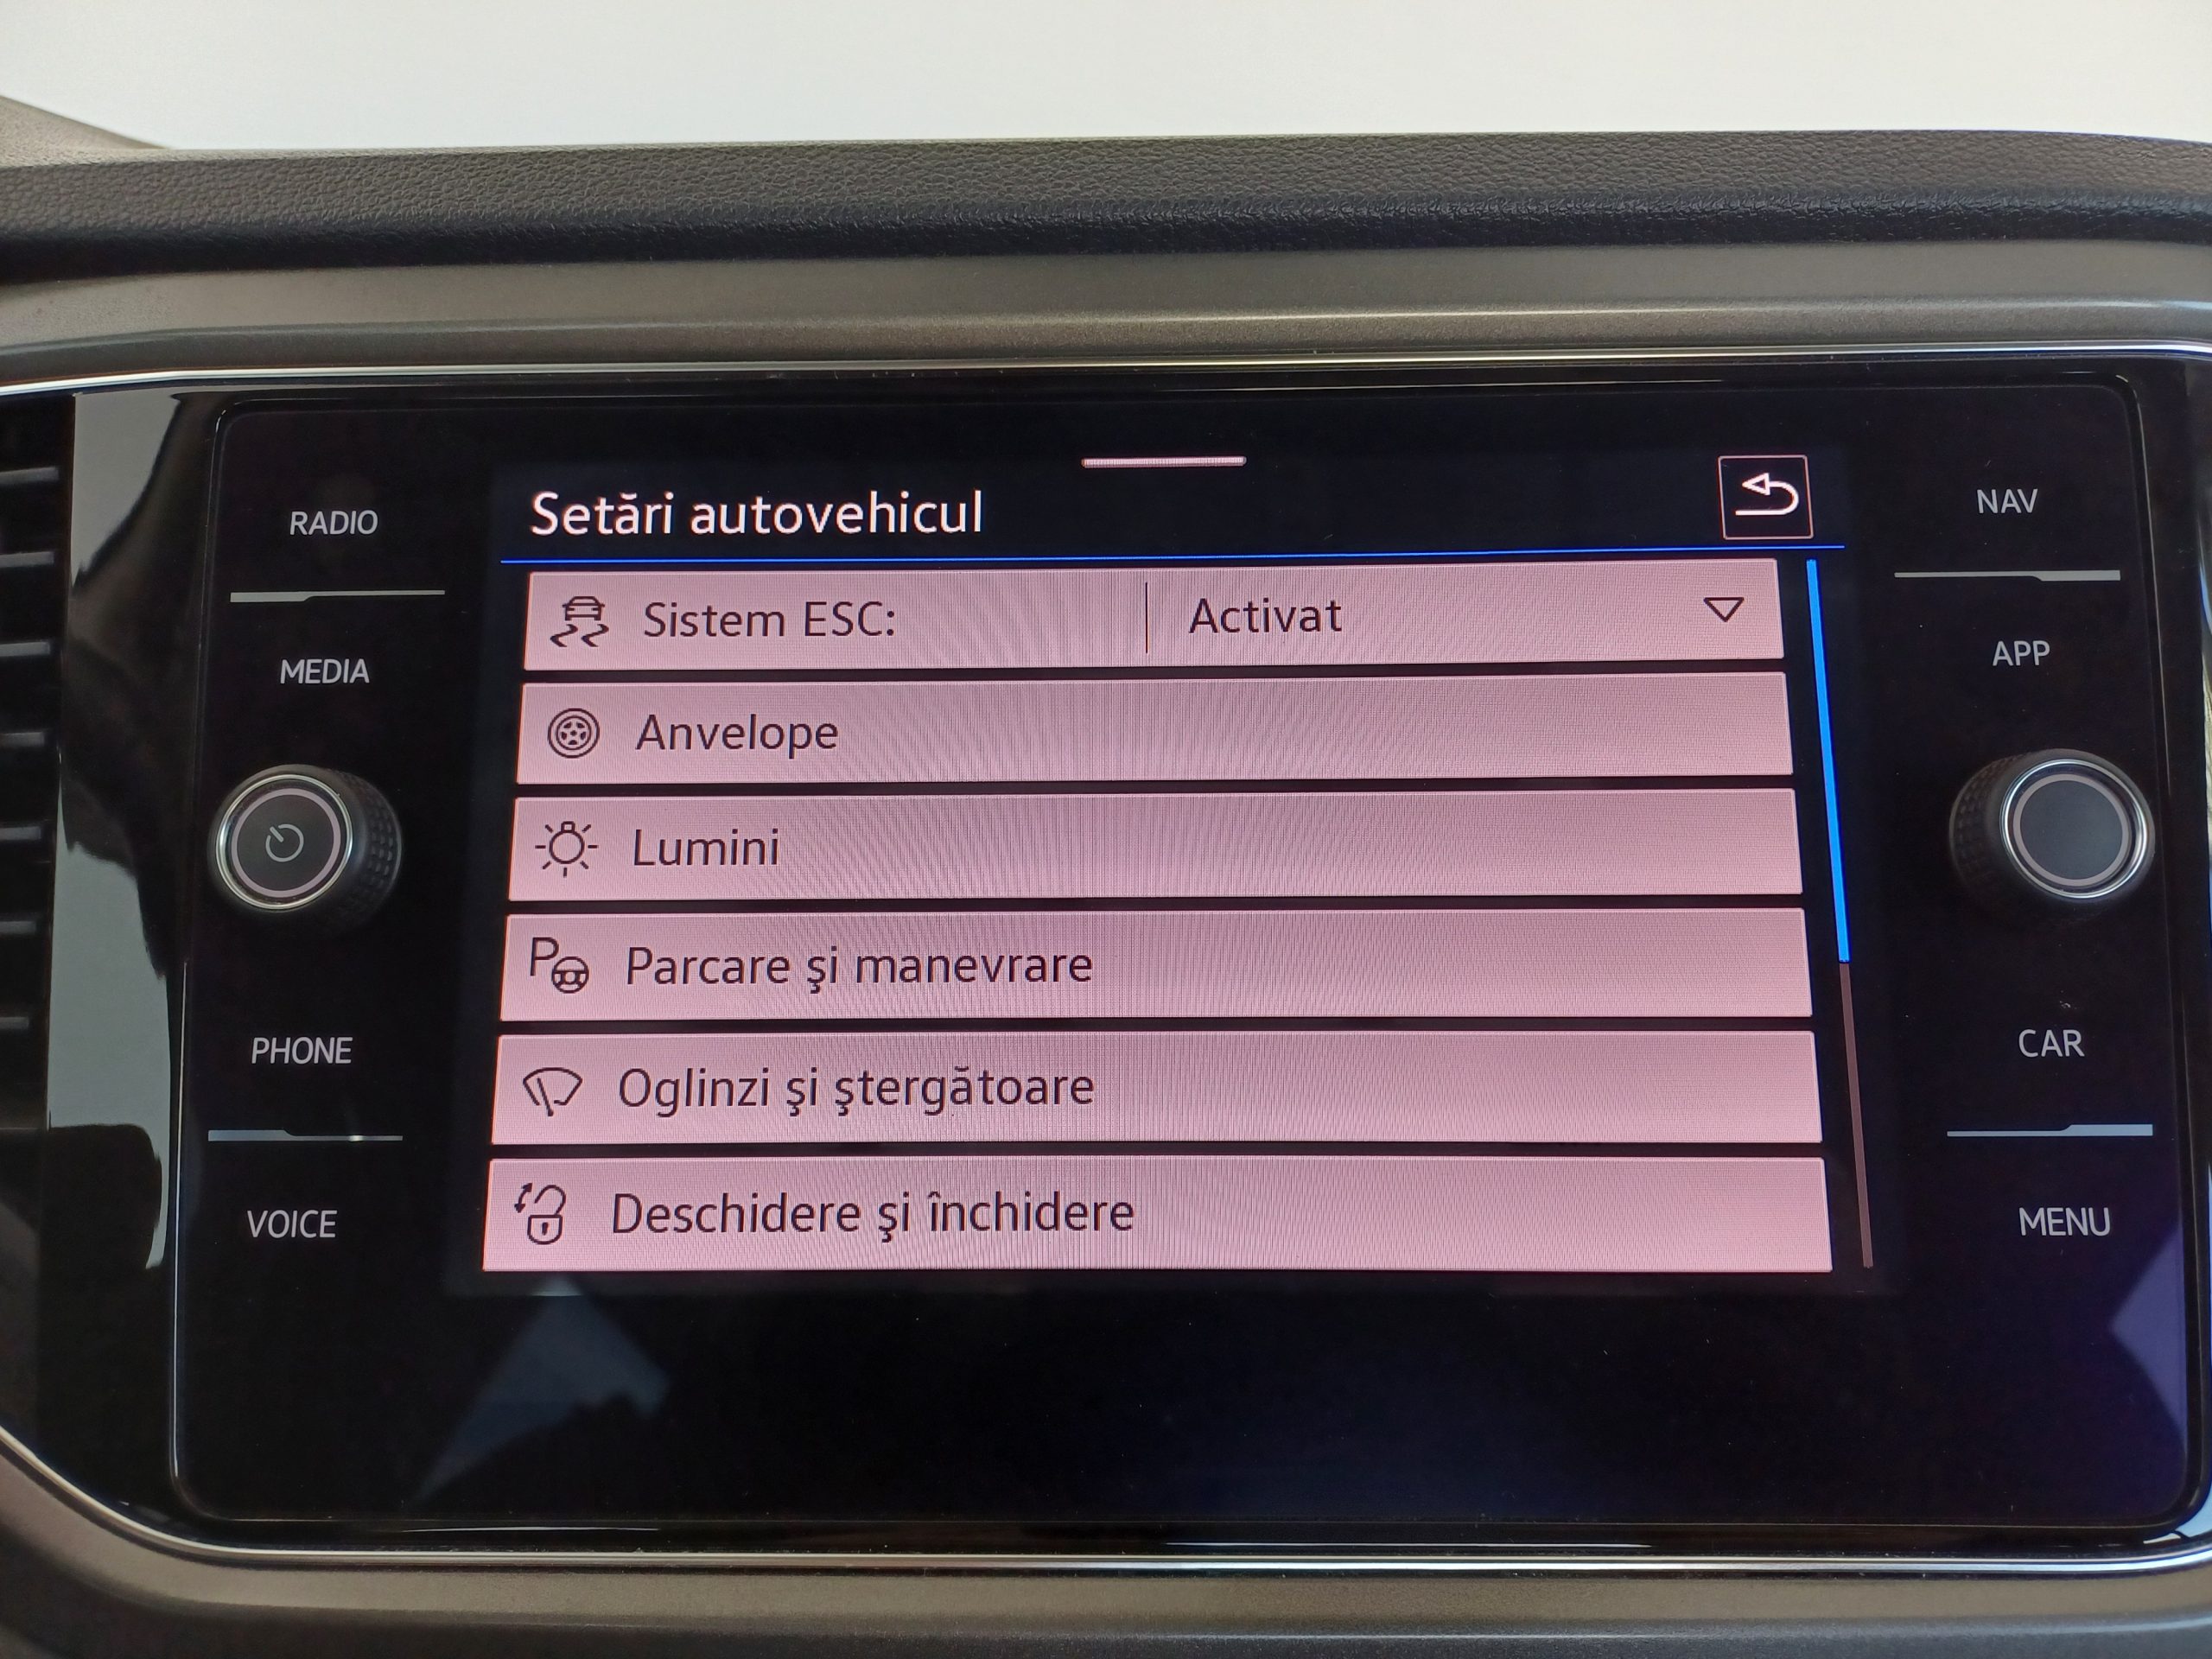 RADIO
MEDIA
PHONE
VOICE
Setări autovehicul
Sistem ESC: Activat
Anvelope
Lumini
Parcare şi manevrare
Oglinzi şi ştergătoare
Deschidere şi închidere
NAV
APP
CAR
MENU